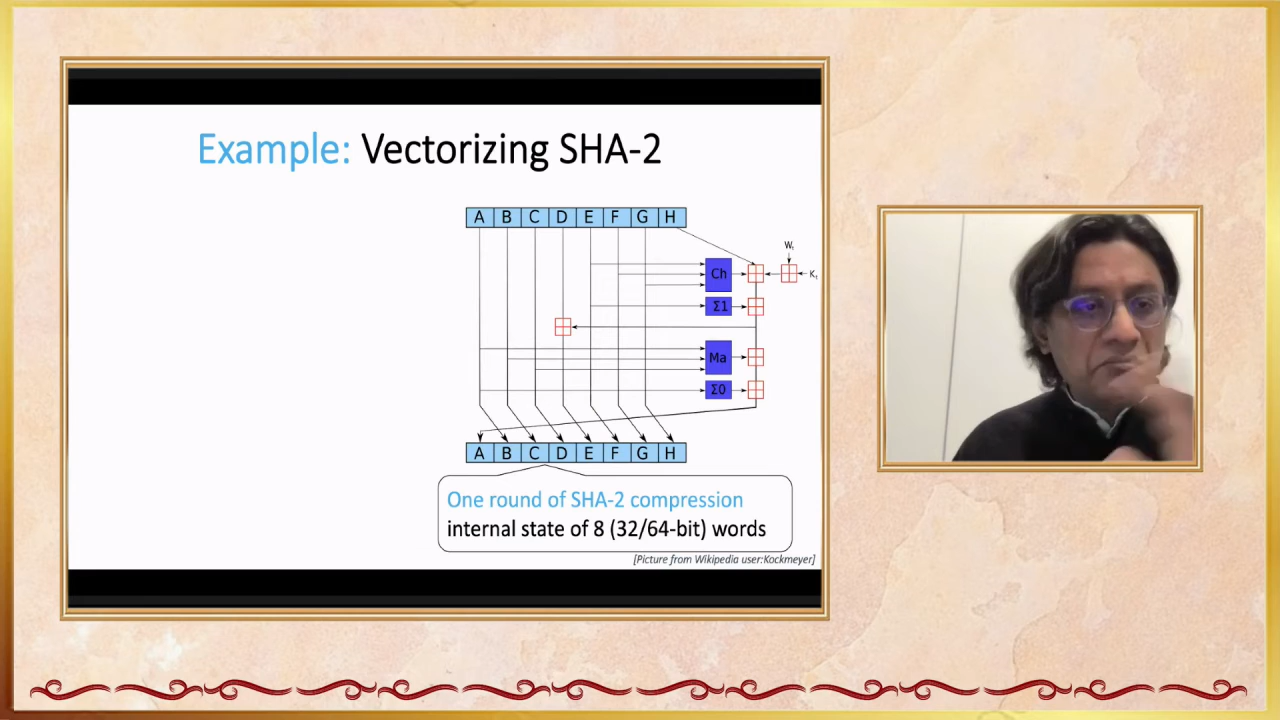 Example: Vectorizing SHA-2
A B C D E F G H
Wt
Ch
Kt
Σ1
Ma
Σ0
A B C D E F G H
One round of SHA-2 compression
internal state of 8 (32/64-bit) words
[Picture from Wikipedia user:Kockmeyer]